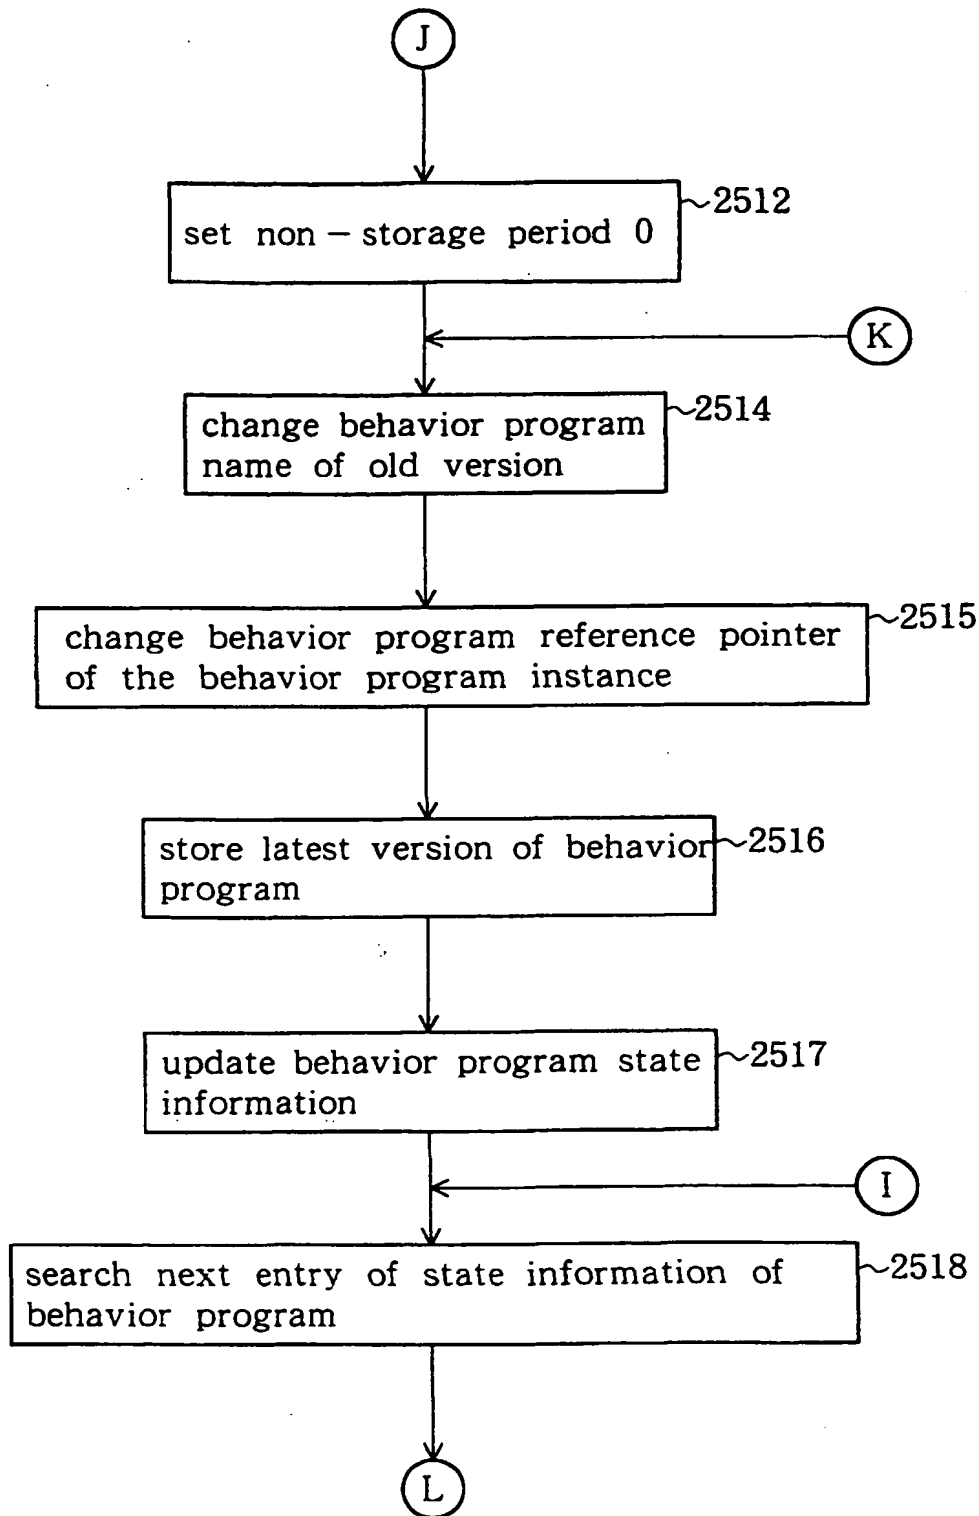 J
2512
set non – storage period 0
K
2514
change behavior program
name of old version
2515
change behavior program reference pointer
of the behavior program instance
2516
store latest version of behavior
program
2517
update behavior program state
information
I
2518
search next entry of state information of
behavior program
L